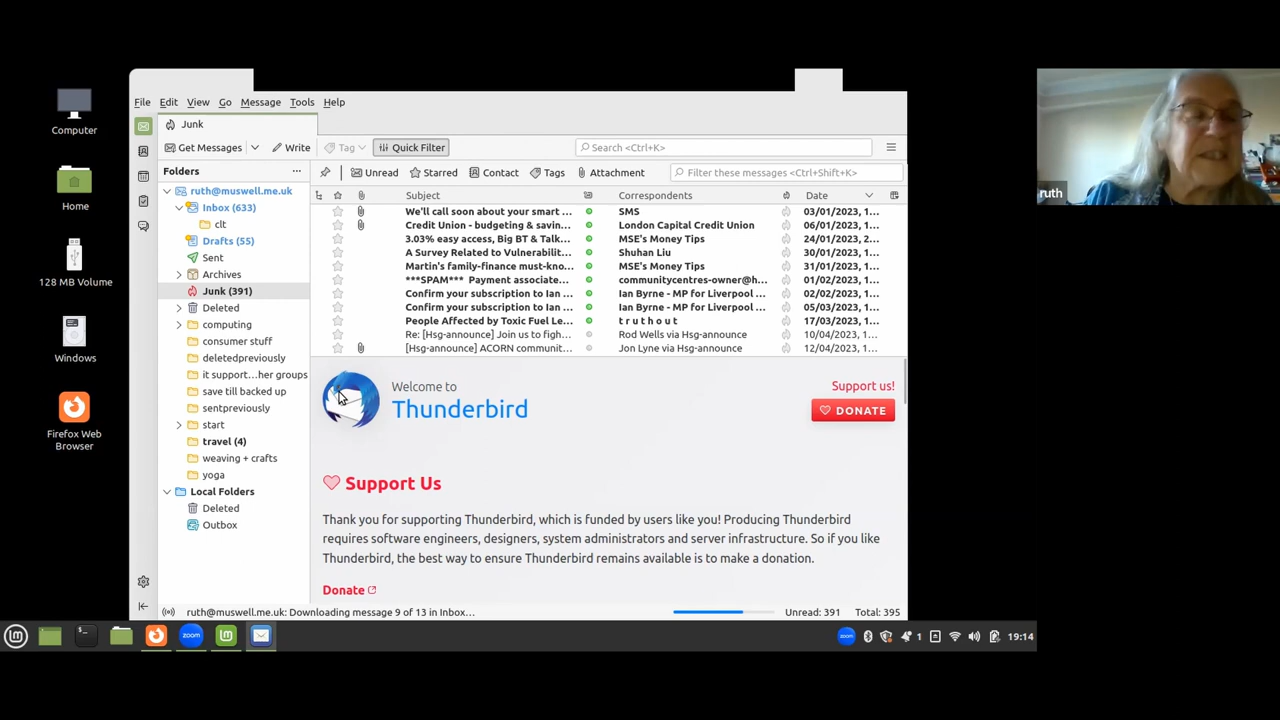 Computer
Home
128 MB Volume
Windows
Firefox Web
Browser
File Edit View Go Message Tools Help
Junk
Get Messages Write Tag Quick Filter Search <Ctrl+K>
Folders ... Unread Starred Contact Tags Attachment Filter these messages <Ctrl+Shift+K>
Subject Correspondents Date
ruth@muswell.me.uk
Inbox (633)
clt
Drafts (55)
Sent
Archives
Junk (391)
Deleted
computing
consumer stuff
deletedpreviously
it support...her groups
save till backed up
sentpreviously
start
travel (4)
weaving + crafts
yoga
Local Folders
Deleted
Outbox
We'll call soon about your smart ... SMS 03/01/2023, 1...
Credit Union - budgeting & savin... London Capital Credit Union 06/01/2023, 1...
3.03% easy access, Big BT & Talk... MSE's Money Tips 24/01/2023, 2...
A Survey Related to Vulnerabilit... Shuhan Liu 30/01/2023, 1...
Martin's family-finance must-kno... MSE's Money Tips 31/01/2023, 1...
***SPAM*** Payment associate... communitycentres-owner@h... 01/02/2023, 1...
Confirm your subscription to Ian ... Ian Byrne - MP for Liverpool ... 02/02/2023, 1...
Confirm your subscription to Ian ... Ian Byrne - MP for Liverpool ... 05/03/2023, 1...
People Affected by Toxic Fuel Le... t r u t h o u t 17/03/2023, 1...
Re: [Hsg-announce] Join us to figh... Rod Wells via Hsg-announce 10/04/2023, 1...
[Hsg-announce] ACORN communit... Jon Lyne via Hsg-announce 12/04/2023, 1...
Welcome to
Thunderbird
Support us!
DONATE
Support Us
Thank you for supporting Thunderbird, which is funded by users like you! Producing Thunderbird
requires software engineers, designers, system administrators and server infrastructure. So if you like
Thunderbird, the best way to ensure Thunderbird remains available is to make a donation.
Donate
ruth@muswell.me.uk: Downloading message 9 of 13 in Inbox... Unread: 391 Total: 395
zoom zoom 1 19:14
ruth